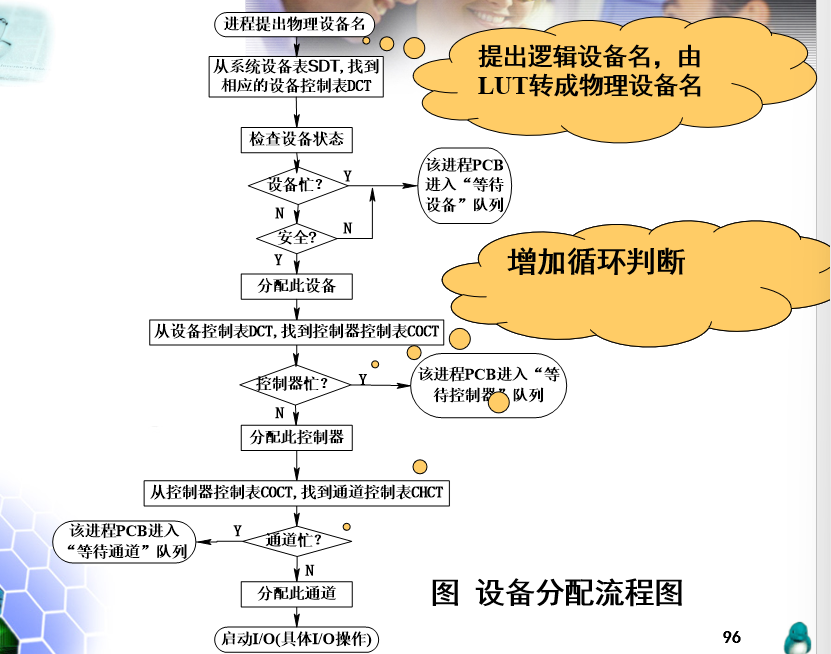 进程提出物理设备名
提出逻辑设备名，由
LUT转成物理设备名
从系统设备表SDT,找到
相应的设备控制表DCT
检查设备状态
设备忙？
Y
该进程PCB
进入“等待
设备”队列
N
安全？
N
Y
分配此设备
增加循环判断
从设备控制表DCT,找到控制器控制表COCT
控制器忙？
Y
该进程PCB进入“等
待控制器”队列
N
分配此控制器
从控制器控制表COCT,找到通道控制表CHCT
该进程PCB进入
“等待通道”队列
Y
通道忙？
N
分配此通道
图 设备分配流程图
启动I/O(具体I/O操作)
96